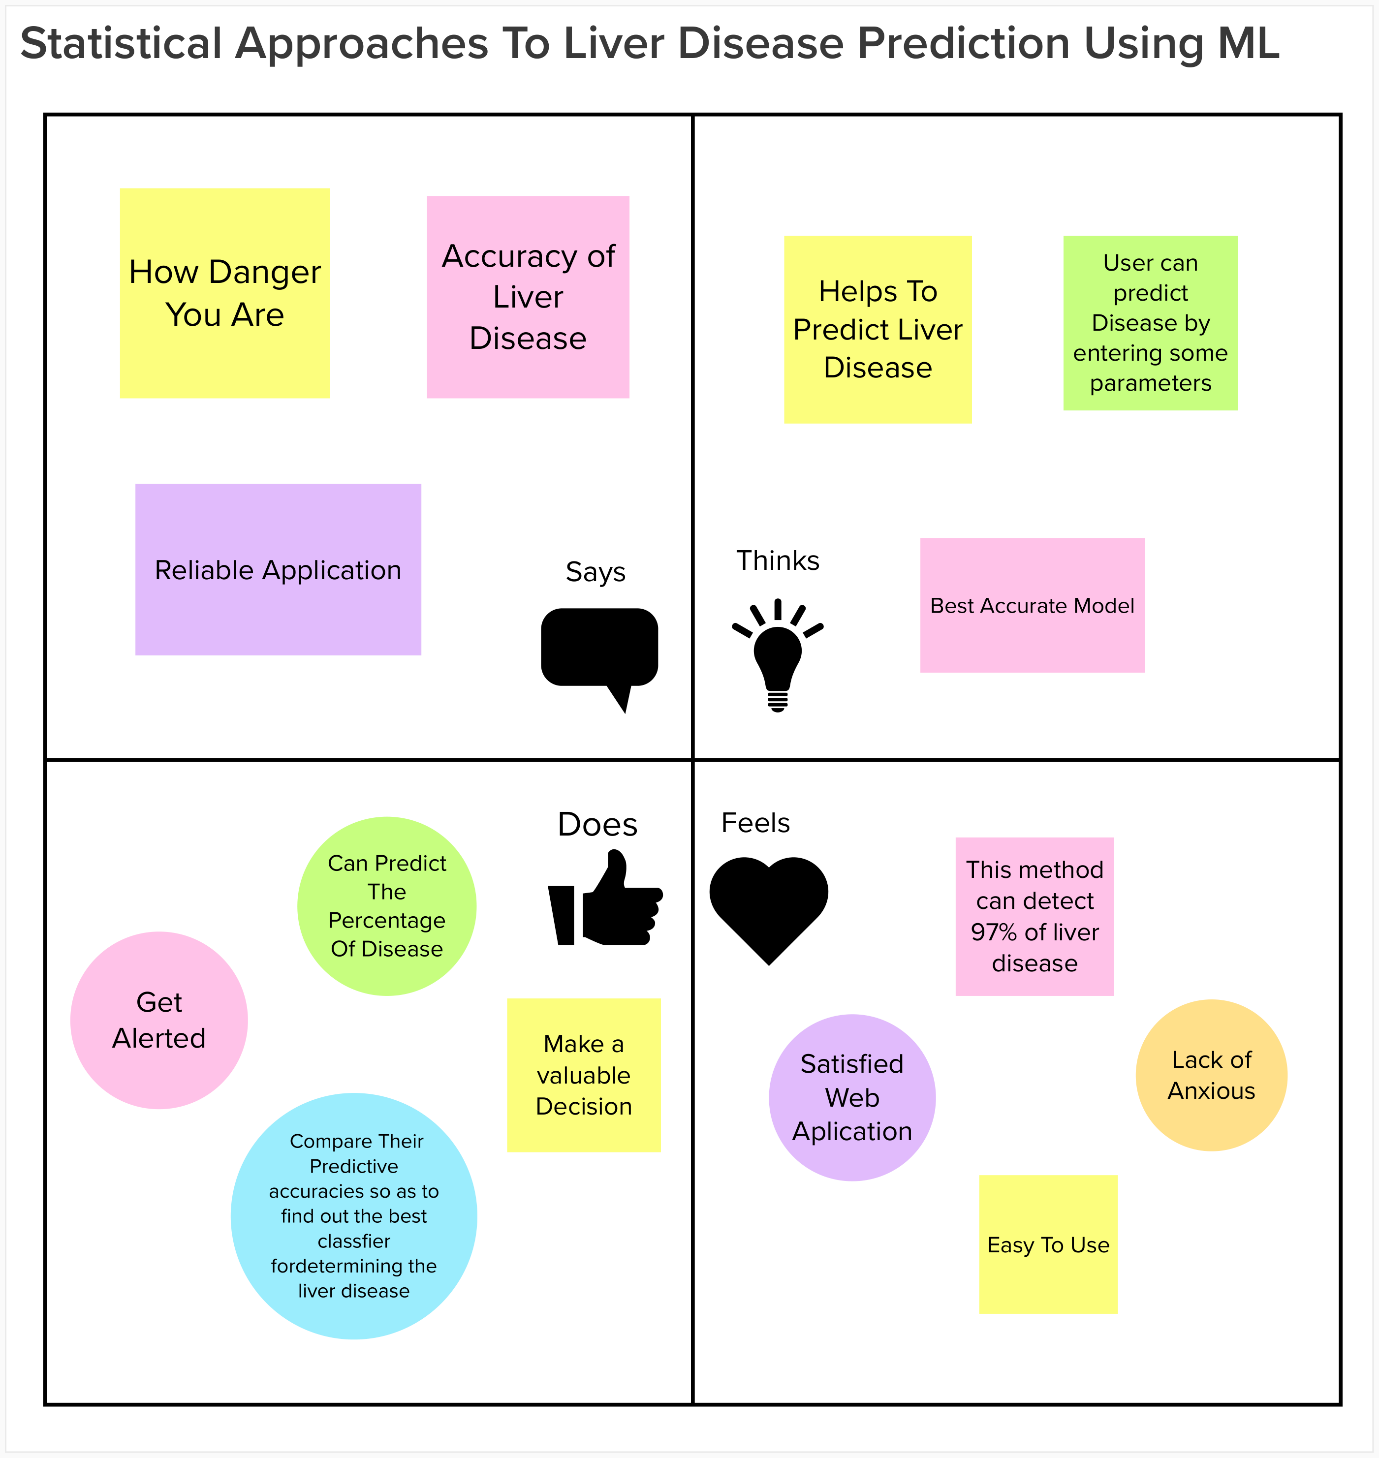 Statistical Approaches To Liver Disease Prediction Using ML
How Danger
You Are
Accuracy of
Liver
Disease
Reliable Application
Says
Helps To
Predict Liver
Disease
User can
predict
Disease by
entering some
parameters
Thinks
Best Accurate Model
Does
Can Predict
The
Percentage
Of Disease
Get
Alerted
Make a
valuable
Decision
Compare Their
Predictive
accuracies so as to
find out the best
classfier
fordetermining the
liver disease
Feels
This method
can detect
97% of liver
disease
Satisfied
Web
Aplication
Lack of
Anxious
Easy To Use